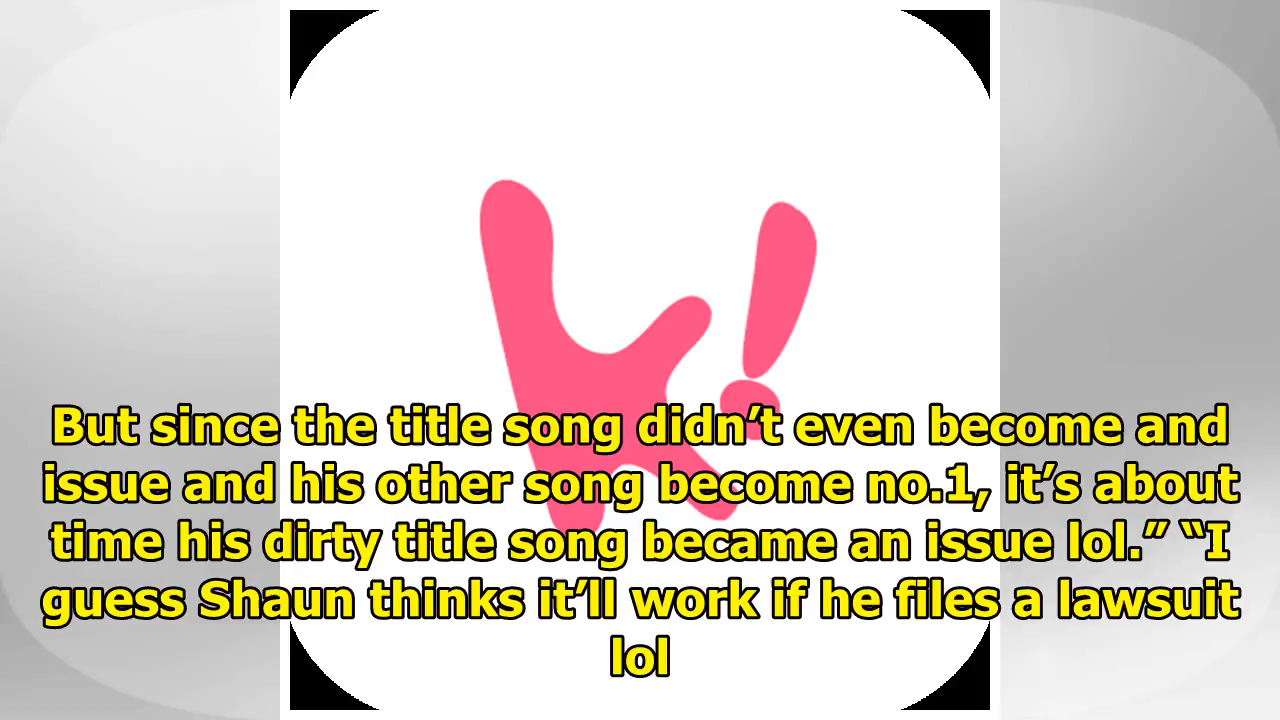 k!
But since the title song didn’t even become and
issue and his other song become no.1, it’s about
time his dirty title song became an issue lol.” “I
guess Shaun thinks it’ll work if he files a lawsuit
lol